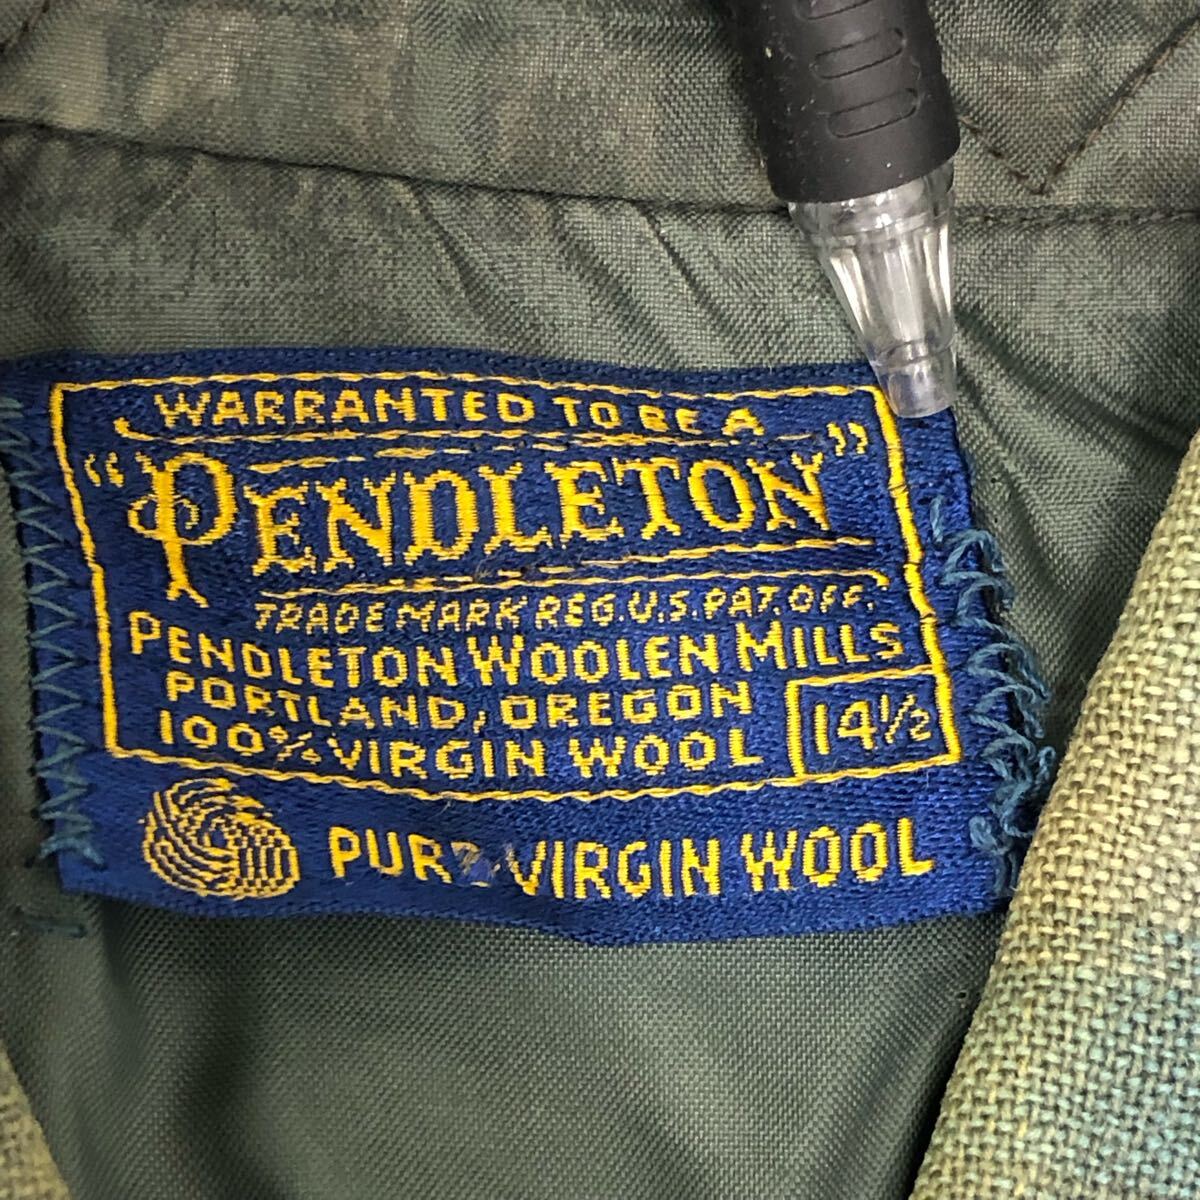 WARRANTED TO BE A
"PENDLETON"
TRADE MARK REG. U.S. PAT. OFF.
PENDLETON WOOLEN MILLS
PORTLAND, OREGON
100% VIRGIN WOOL
14½
PURE VIRGIN WOOL